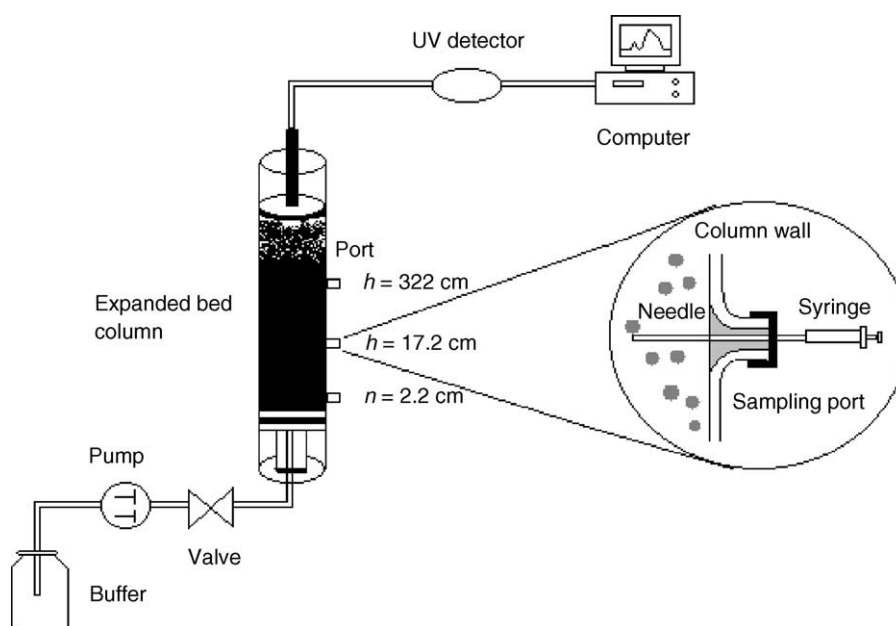 UV detector
Computer
Port
h = 322 cm
Expanded bed
column
h = 17.2 cm
n = 2.2 cm
Column wall
Needle
Syringe
Sampling port
Pump
Valve
Buffer